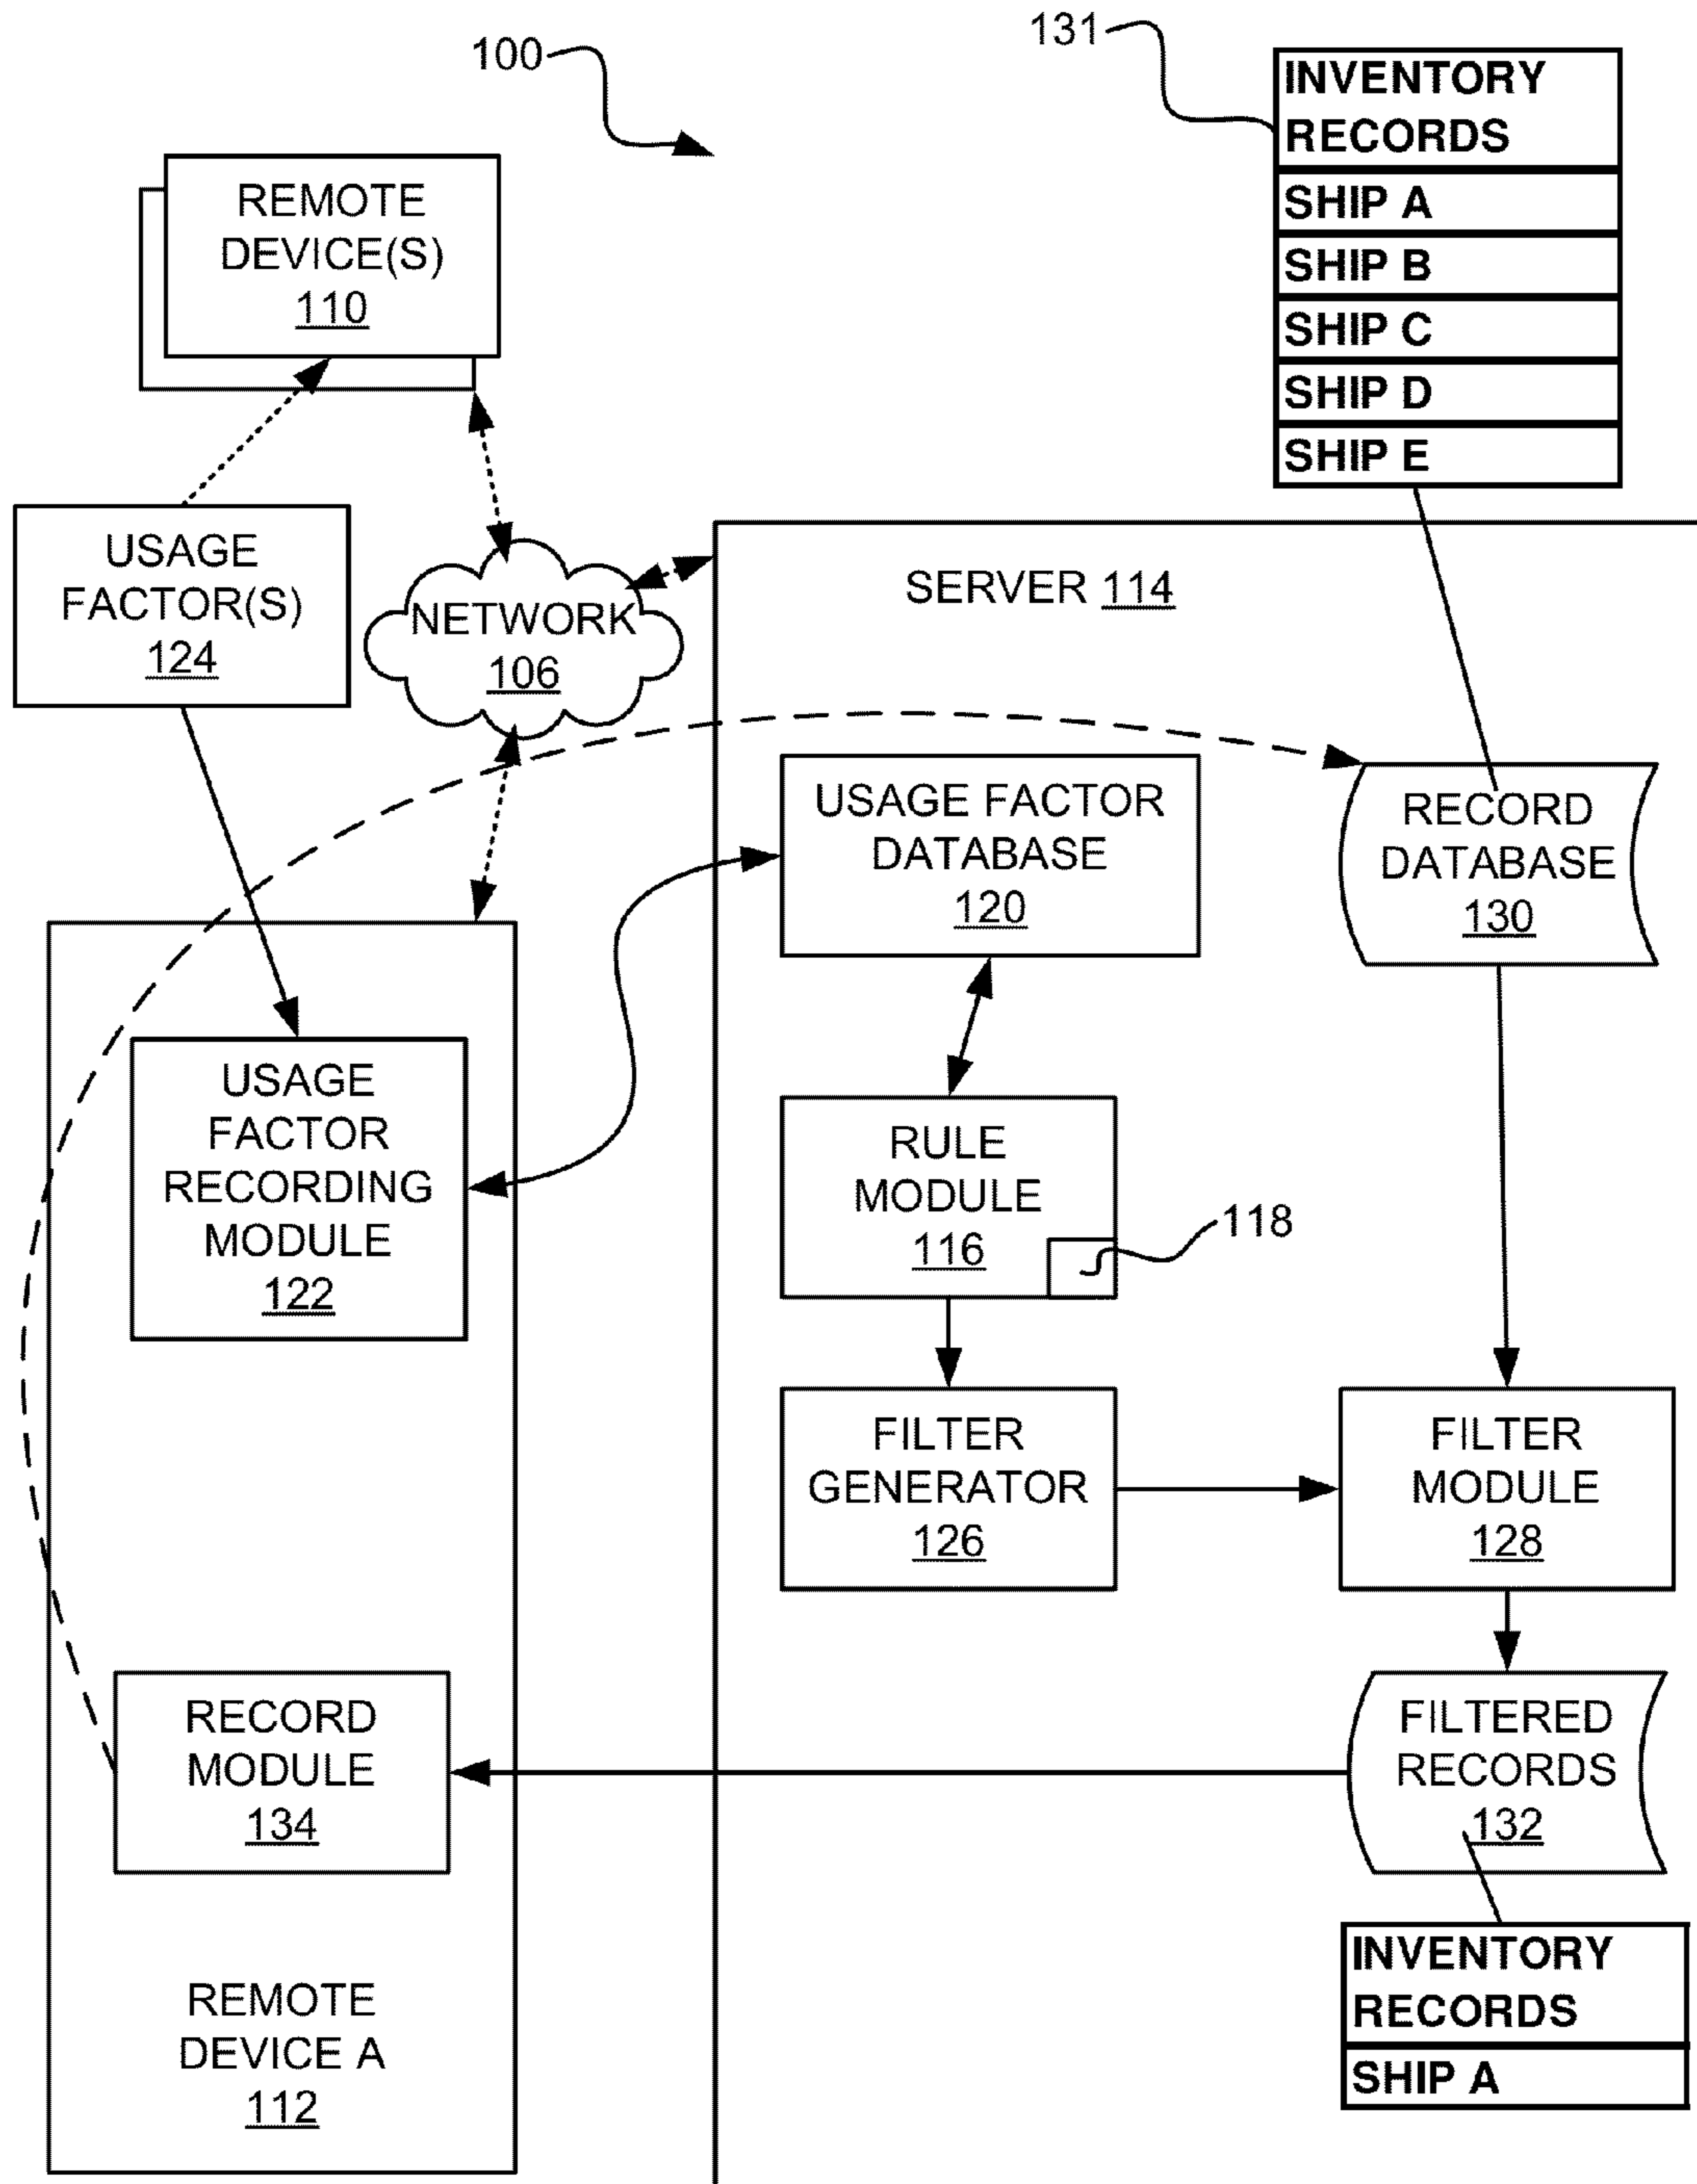 100
131
INVENTORY
RECORDS
SHIP A
SHIP B
SHIP C
SHIP D
SHIP E
REMOTE
DEVICE(S)
110
USAGE
FACTOR(S)
124
NETWORK
106
SERVER 114
USAGE FACTOR
DATABASE
120
RECORD
DATABASE
130
USAGE
FACTOR
RECORDING
MODULE
122
RULE
MODULE
116
118
FILTER
GENERATOR
126
FILTER
MODULE
128
RECORD
MODULE
134
FILTERED
RECORDS
132
INVENTORY
RECORDS
SHIP A
REMOTE
DEVICE A
112